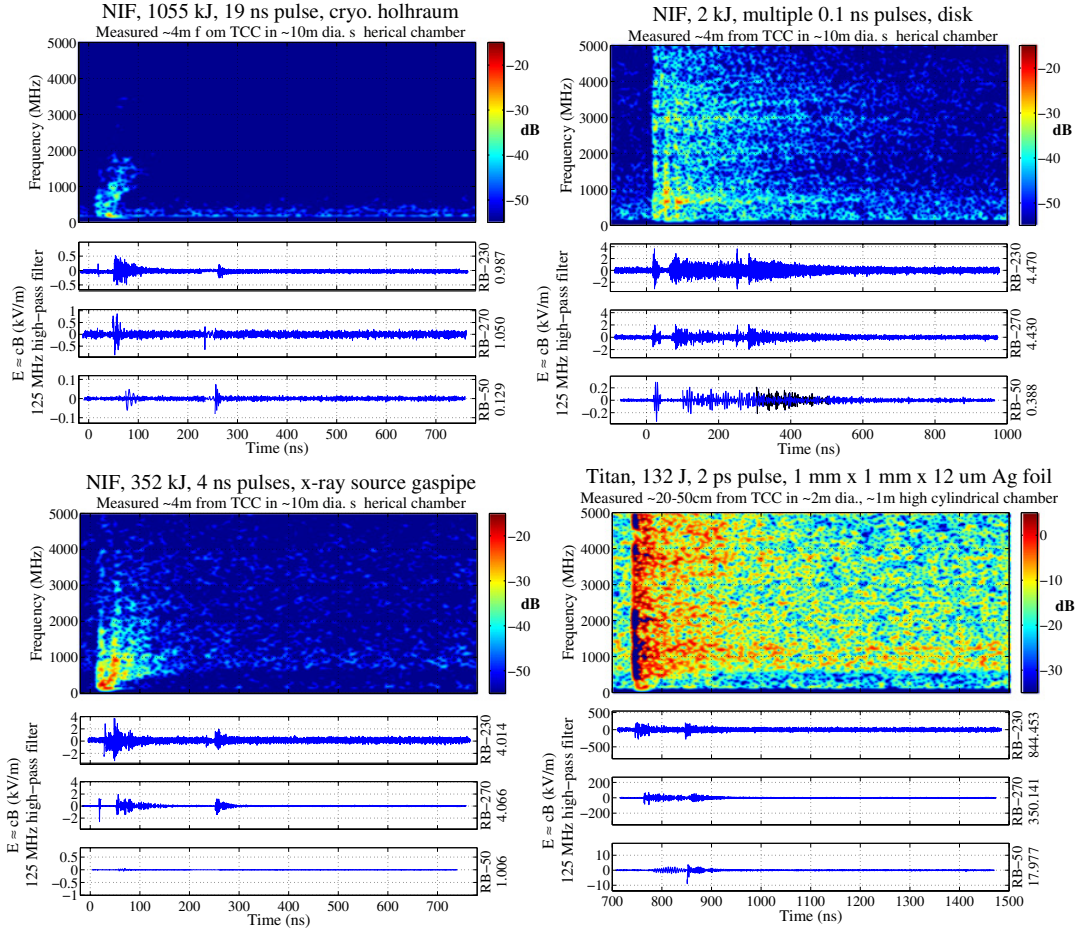 NIF, 1055 kJ, 19 ns pulse, cryo. holhraum
Measured ~4m f om TCC in ~10m dia. s herical chamber
5000
4000
3000
2000
1000
0
Frequency (MHz)
−20
−30
dB
−40
−50
0.5
0
−0.5
RB−230
0.987
1
0.5
0
−0.5
RB−270
1.050
0.1
0
−0.1
RB−50
0.129
E ≈ cB (kV/m)
125 MHz high−pass filter
0 100 200 300 400 500 600 700
Time (ns)
NIF, 2 kJ, multiple 0.1 ns pulses, disk
Measured ~4m from TCC in ~10m dia. s herical chamber
5000
4000
3000
2000
1000
0
Frequency (MHz)
−20
−30
dB
−40
−50
4
2
0
−2
RB−230
4.470
4
2
0
−2
RB−270
4.430
0.2
0
−0.2
RB−50
0.388
E ≈ cB (kV/m)
125 MHz high−pass filter
0 200 400 600 800 1000
Time (ns)
NIF, 352 kJ, 4 ns pulses, x-ray source gaspipe
Measured ~4m from TCC in ~10m dia. s herical chamber
5000
4000
3000
2000
1000
0
Frequency (MHz)
−20
−30
dB
−40
−50
4
2
0
−2
RB−230
4.014
4
2
0
−2
RB−270
4.066
0.5
0
−0.5
−1
RB−50
1.006
E ≈ cB (kV/m)
125 MHz high−pass filter
0 100 200 300 400 500 600 700
Time (ns)
Titan, 132 J, 2 ps pulse, 1 mm x 1 mm x 12 um Ag foil
Measured ~20-50cm from TCC in ~2m dia., ~1m high cylindrical chamber
5000
4000
3000
2000
1000
0
Frequency (MHz)
0
−10
dB
−20
−30
500
0
−500
RB−230
844.453
200
0
−200
RB−270
350.141
10
0
−10
RB−50
17.977
E ≈ cB (kV/m)
125 MHz high−pass filter
700 800 900 1000 1100 1200 1300 1400 1500
Time (ns)